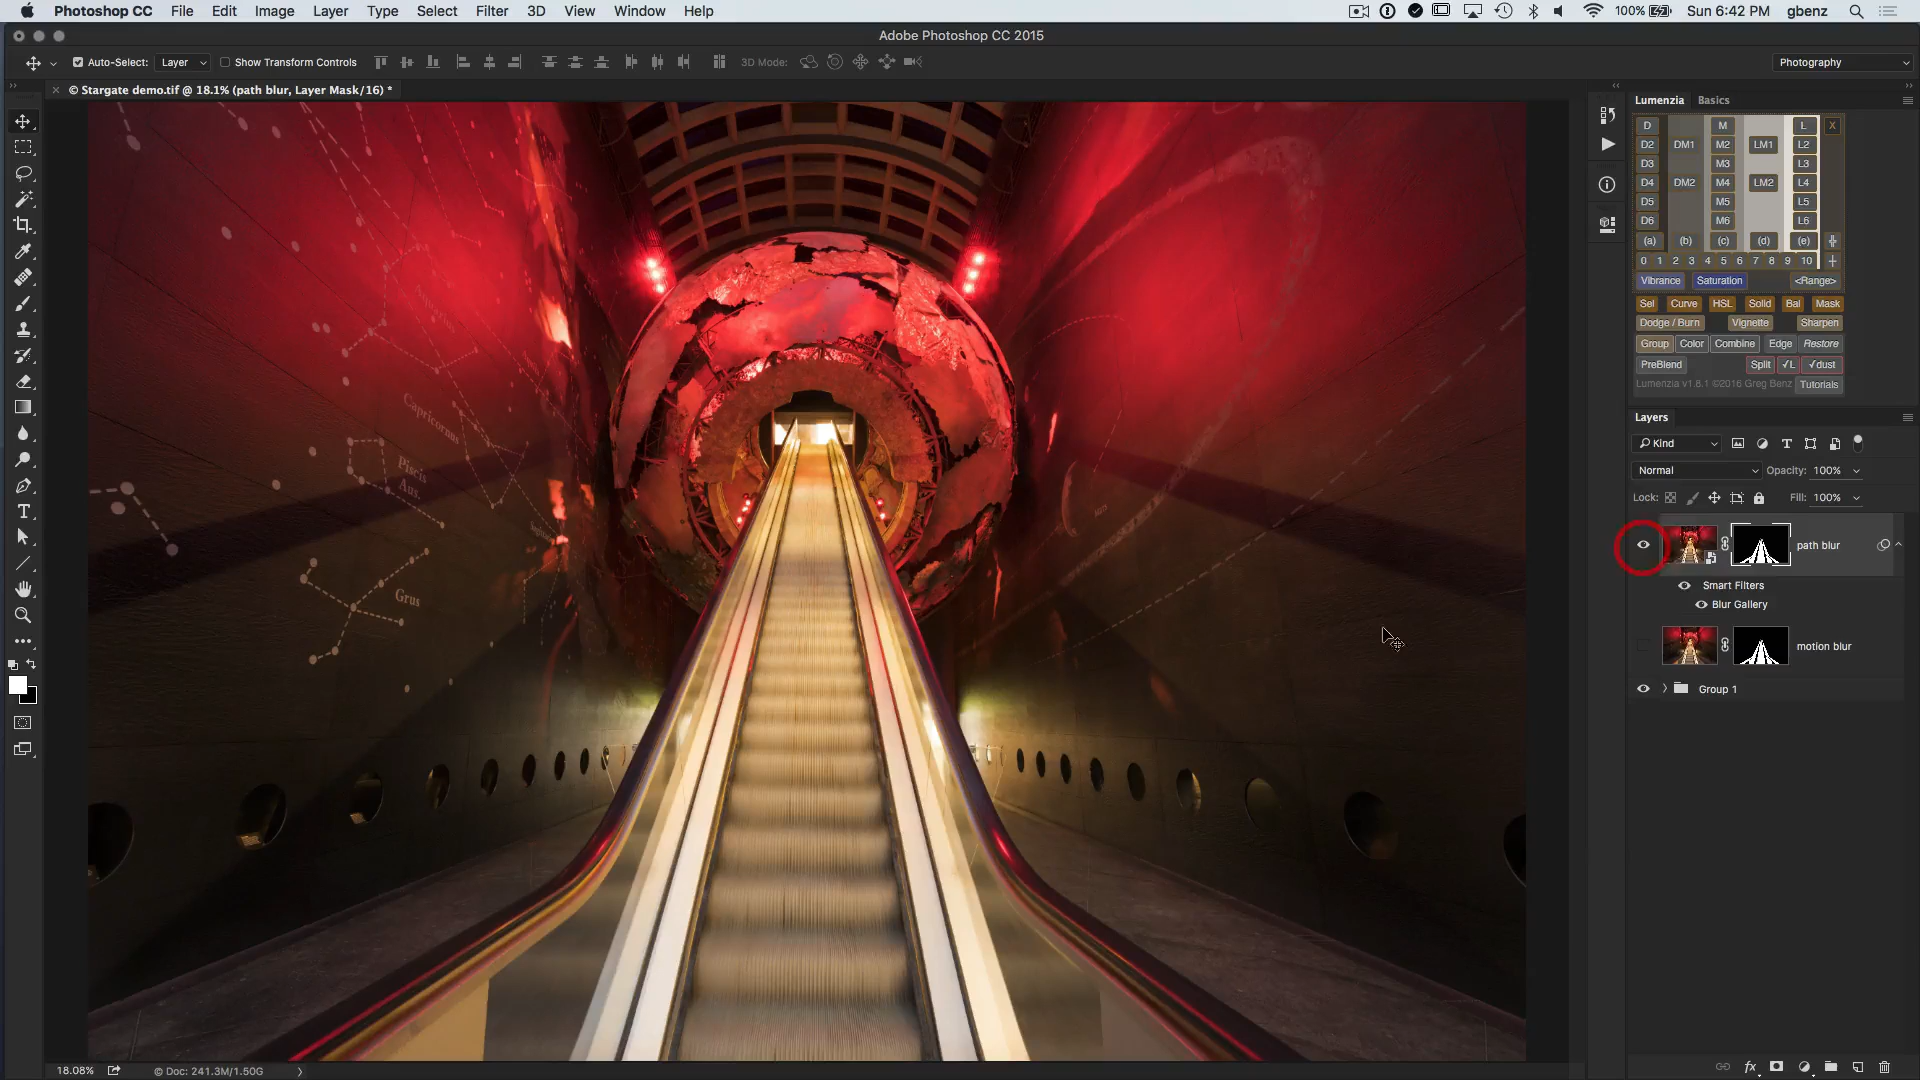 Photoshop CC File Edit Image Layer Type Select Filter 3D View Window Help 100% Sun 6:42 PM gbenz
Adobe Photoshop CC 2015
Auto-Select: Layer Show Transform Controls 3D Mode: Photography
© Stargate demo.tif @ 18.1% (path blur, Layer Mask/16) *
Lumenzia Basics
D M L X
D2 DM1 M2 LM1 L2
D3 M3 L3
D4 DM2 M4 LM2 L4
D5 M5 L5
D6 M6 L6
(a) (b) (c) (d) (e)
0 1 2 3 4 5 6 7 8 9 10
Vibrance Saturation <Range>
Sel Curve HSL Solid Bal Mask
Dodge / Burn Vignette Sharpen
Group Color Combine Edge Restore
PreBlend Split √L √dust
Lumenzia v1.8.1 ©2016 Greg Benz Tutorials
Layers
Kind
Normal Opacity: 100%
Lock: Fill: 100%
path blur
Smart Filters
Blur Gallery
motion blur
Group 1
Capricornus
Piscis
Aus.
Grus
18.08% © Doc: 241.3M/1.50G